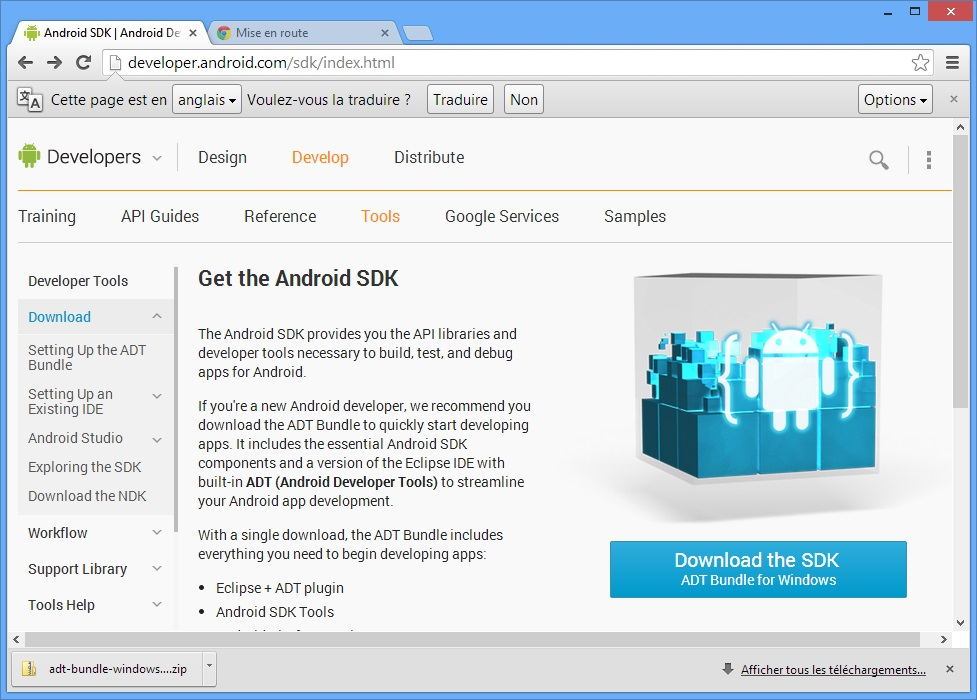 Android SDK | Android De
Mise en route
developer.android.com/sdk/index.html
Cette page est en anglais Voulez-vous la traduire ? Traduire Non Options
Developers Design Develop Distribute
Training API Guides Reference Tools Google Services Samples
Developer Tools
Download
Setting Up the ADT
Bundle
Setting Up an
Existing IDE
Android Studio
Exploring the SDK
Download the NDK
Workflow
Support Library
Tools Help
Get the Android SDK
The Android SDK provides you the API libraries and
developer tools necessary to build, test, and debug
apps for Android.
If you're a new Android developer, we recommend you
download the ADT Bundle to quickly start developing
apps. It includes the essential Android SDK
components and a version of the Eclipse IDE with
built-in ADT (Android Developer Tools) to streamline
your Android app development.
With a single download, the ADT Bundle includes
everything you need to begin developing apps:
• Eclipse + ADT plugin
• Android SDK Tools
Download the SDK
ADT Bundle for Windows
adt-bundle-windows....zip
Afficher tous les téléchargements...